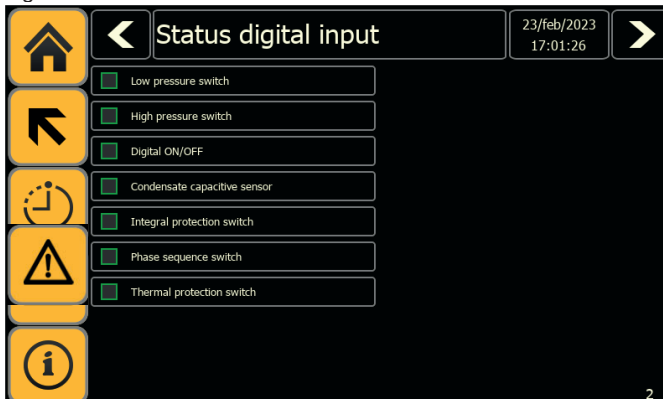 Status digital input
23/feb/2023
17:01:26
Low pressure switch
High pressure switch
Digital ON/OFF
Condensate capacitive sensor
Integral protection switch
Phase sequence switch
Thermal protection switch
i
2